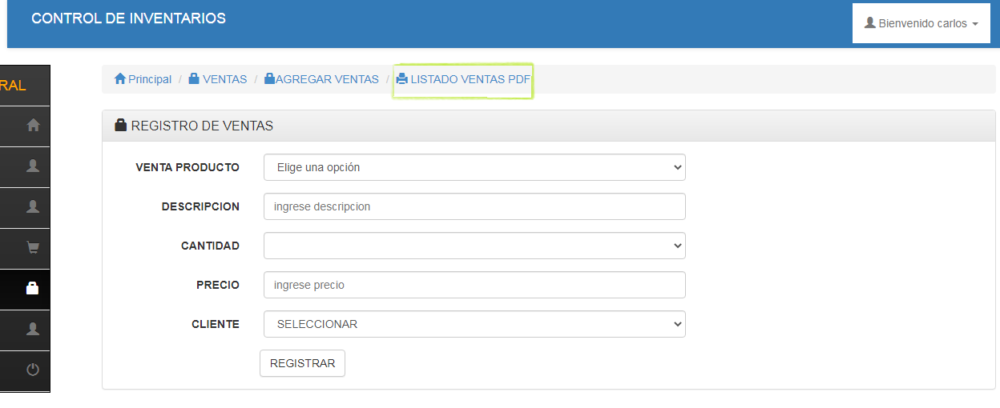 CONTROL DE INVENTARIOS
Bienvenido carlos
RAL
Principal / VENTAS / AGREGAR VENTAS / LISTADO VENTAS PDF
REGISTRO DE VENTAS
VENTA PRODUCTO Elige una opción
DESCRIPCION ingrese descripcion
CANTIDAD
PRECIO ingrese precio
CLIENTE SELECCIONAR
REGISTRAR